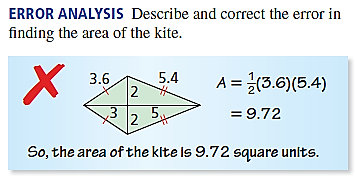 ERROR ANALYSIS Describe and correct the error in
finding the area of the kite.
3.6 5.4
2
3 2 5
A = 1/2(3.6)(5.4)
= 9.72
So, the area of the kite is 9.72 square units.